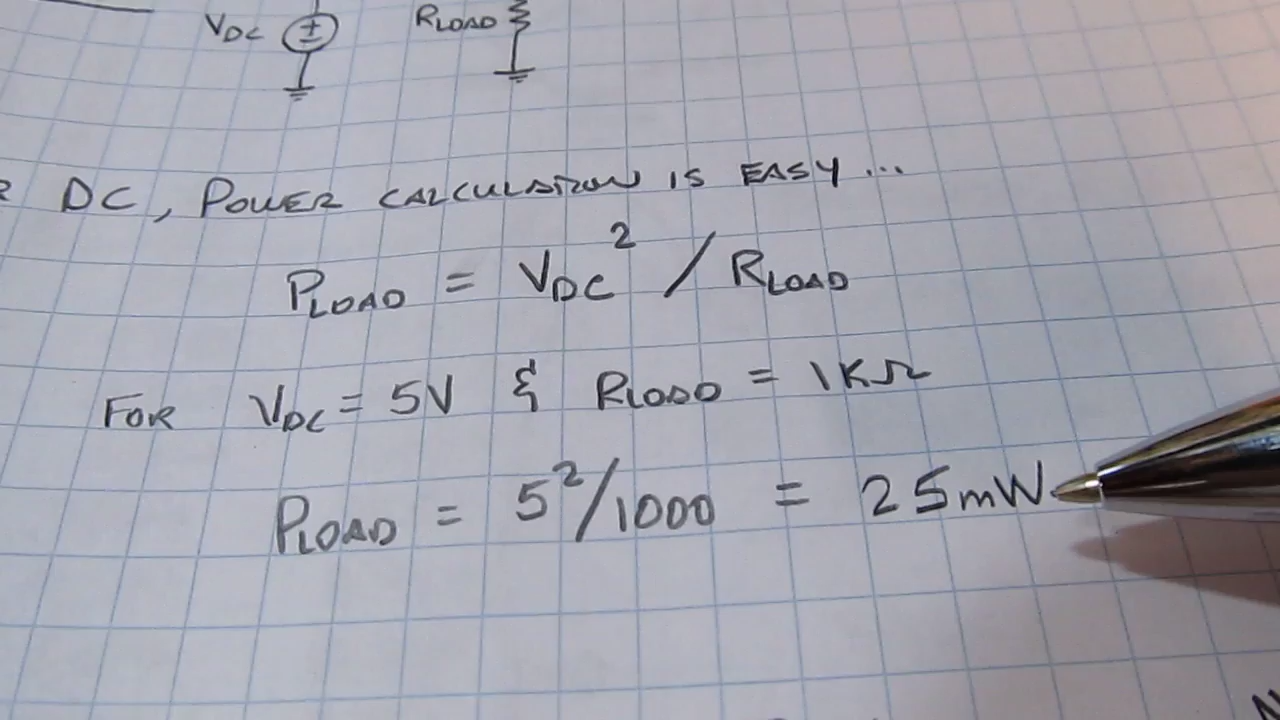 VDC RLOAD
DC, POWER CALCULATION IS EASY...
PLOAD = VDC² / RLOAD
FOR VDC = 5V & RLOAD = 1KΩ
PLOAD = 5²/1000 = 25mW